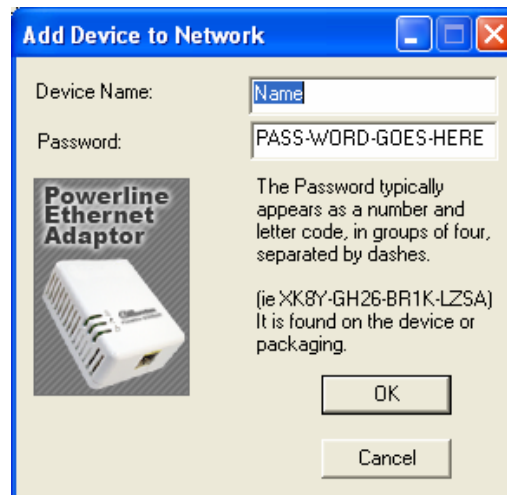 Add Device to Network
Device Name:
Name
Password:
PASS-WORD-GOES-HERE
Powerline
Ethernet
Adaptor
The Password typically
appears as a number and
letter code, in groups of four,
separated by dashes.
(ie XK8Y-GH26-BR1K-LZSA)
It is found on the device or
packaging.
OK
Cancel